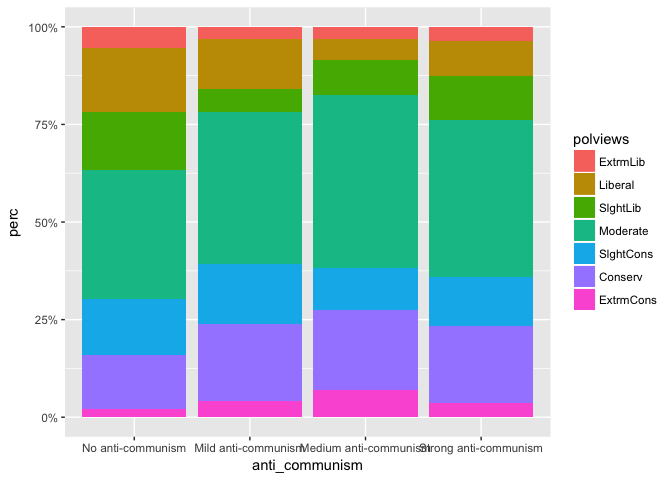 100%
75%
50%
25%
0%
perc
No anti-communism
Mild anti-communism
Medium anti-communism
Strong anti-communism
anti_communism
polviews
ExtrmLib
Liberal
SlghtLib
Moderate
SlghtCons
Conserv
ExtrmCons